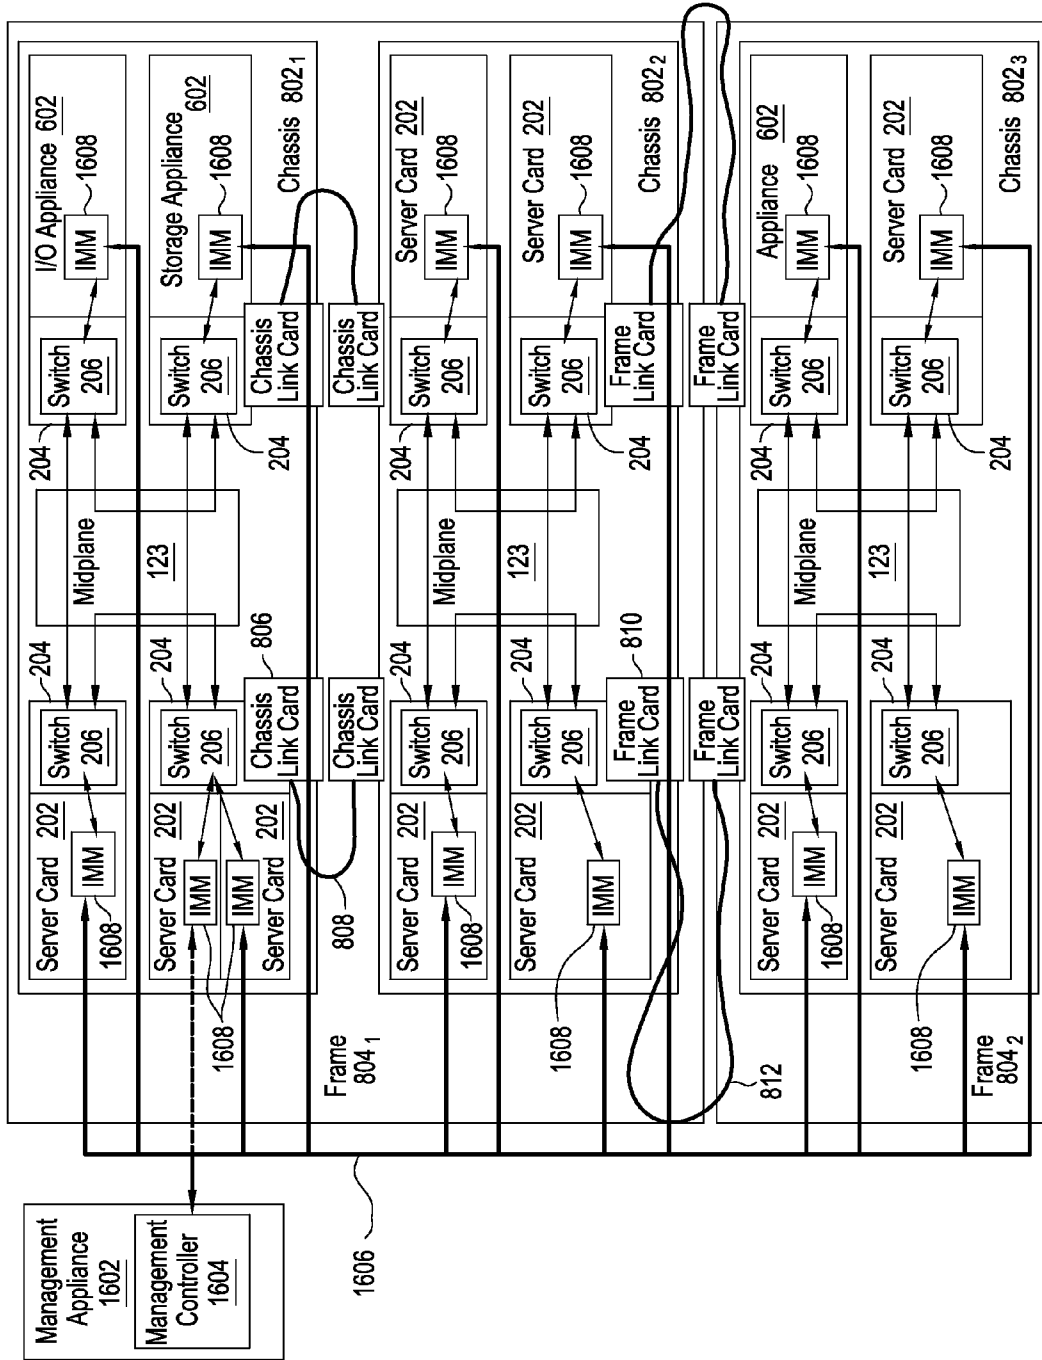 Management
Appliance
1602
Management
Controller
1604
1606
Frame
804₁
Server Card 202
IMM
1608
Switch
206
204
Server Card 202
IMM
IMM
1608
Server Card
202
Switch
206
204
Midplane
123
204
Switch
206
I/O Appliance 602
IMM
1608
204
Switch
206
Storage Appliance
602
IMM
1608
Chassis 802₁
806
Chassis
Link Card
Chassis
Link Card
808
Chassis
Link Card
Chassis
Link Card
Server Card
202
IMM
1608
Switch
206
204
Server Card
202
IMM
1608
Switch
206
204
Midplane
123
204
Switch
206
Server Card 202
IMM
1608
204
Switch
206
Server Card 202
IMM
1608
Chassis 802₂
810
Frame
Link Card
Frame
Link Card
812
Frame
Link Card
Frame
Link Card
Frame
804₂
Server Card
202
IMM
1608
Switch
206
204
Server Card
202
IMM
1608
Switch
206
204
Midplane
123
204
Switch
206
Appliance
602
IMM
1608
204
Switch
206
Server Card 202
IMM
1608
Chassis 802₃